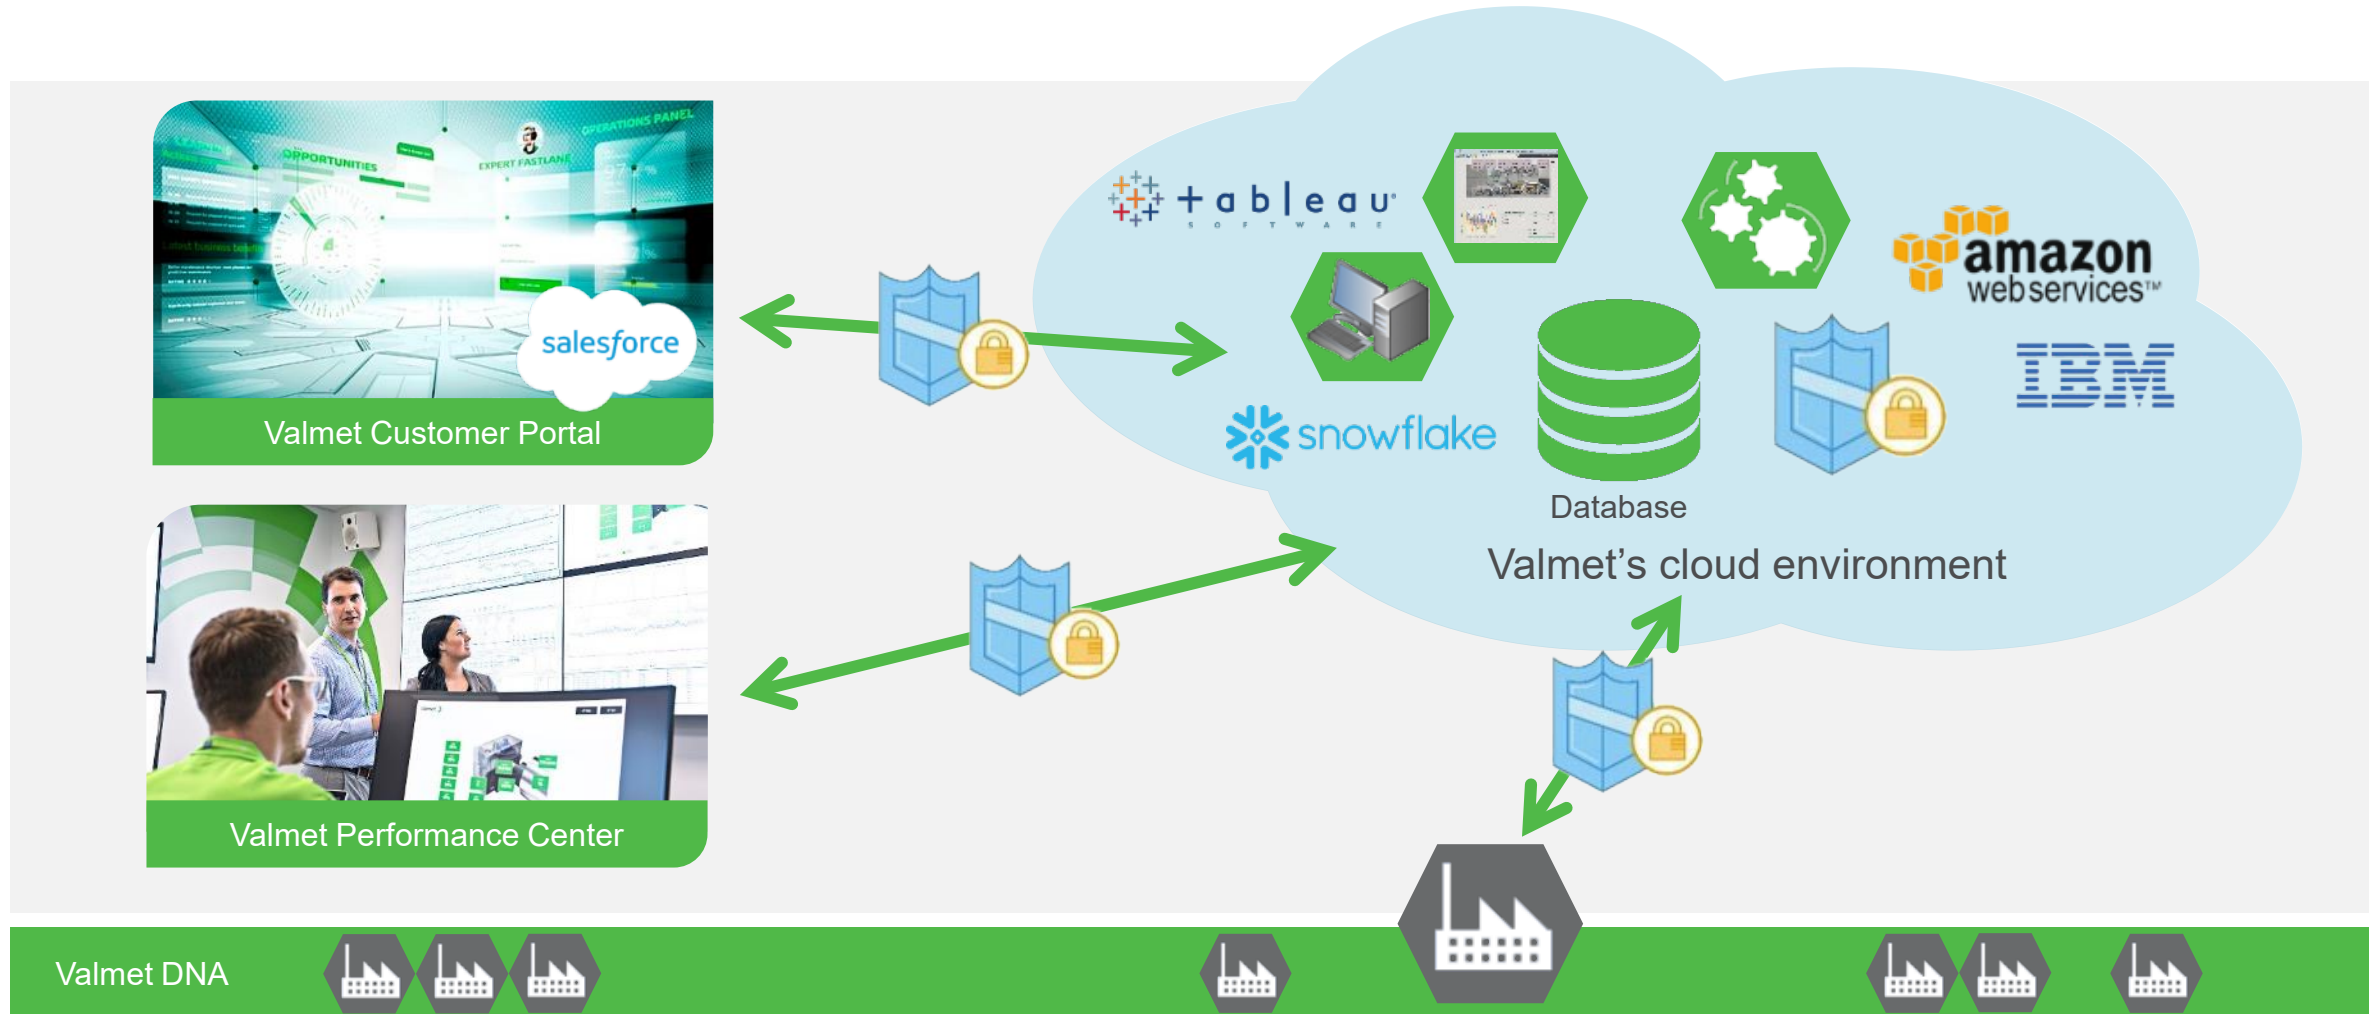 OPERATIONS PANEL
OPPORTUNITIES
EXPERT FASTLANE
salesforce
Valmet Customer Portal
Valmet Performance Center
+ableau
SOFTWARE
amazon
webservices™
IBM
snowflake
Database
Valmet's cloud environment
Valmet DNA